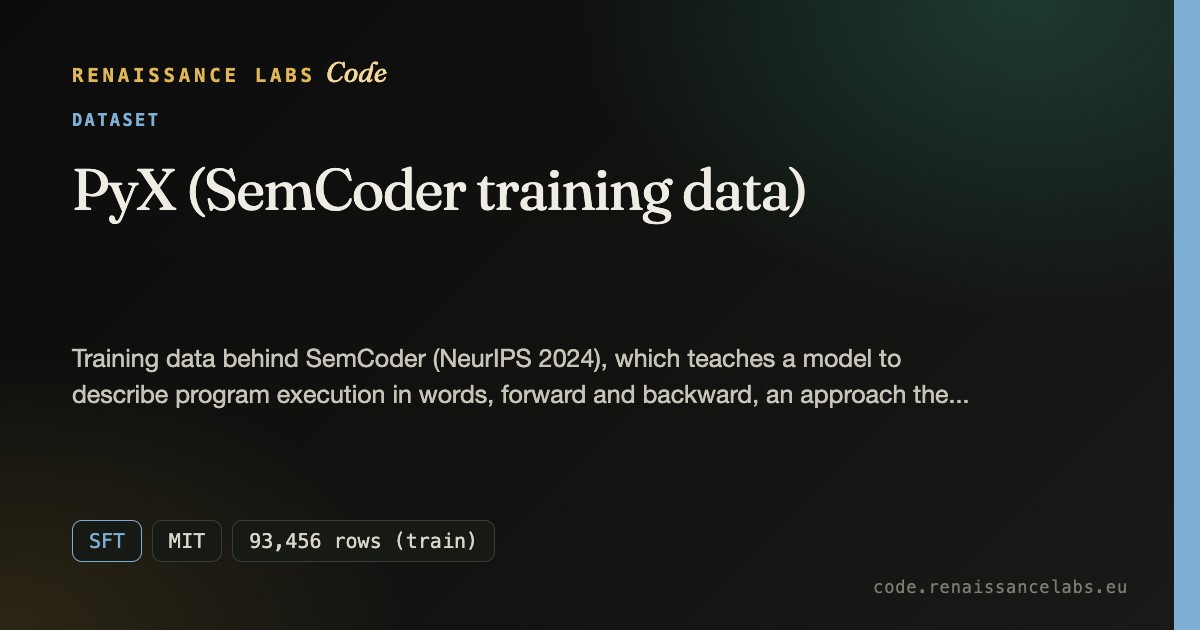 RENAISSANCE LABS Code
DATASET
PyX (SemCoder training data)
Training data behind SemCoder (NeurIPS 2024), which teaches a model to
describe program execution in words, forward and backward, an approach the...
SFT MIT 93,456 rows (train)
code.renaissancelabs.eu